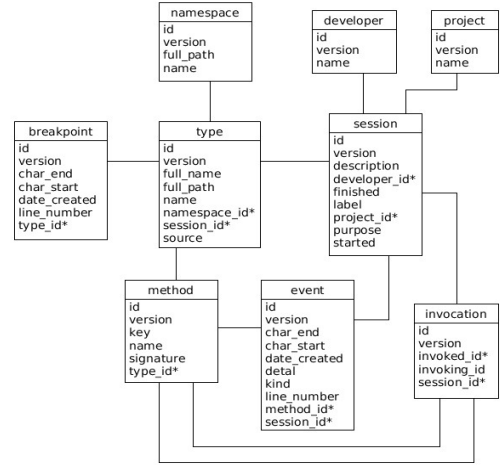 namespace
id
version
full_path
name
developer
id
version
name
project
id
version
name
breakpoint
id
version
char_end
char_start
date_created
line_number
type_id*
type
id
version
full_name
full_path
name
namespace_id*
session_id*
source
session
id
version
description
developer_id*
finished
label
project_id*
purpose
started
method
id
version
key
name
signature
type_id*
event
id
version
char_end
char_start
date_created
detal
kind
line_number
method_id*
session_id*
invocation
id
version
invoked_id*
invoking_id
session_id*